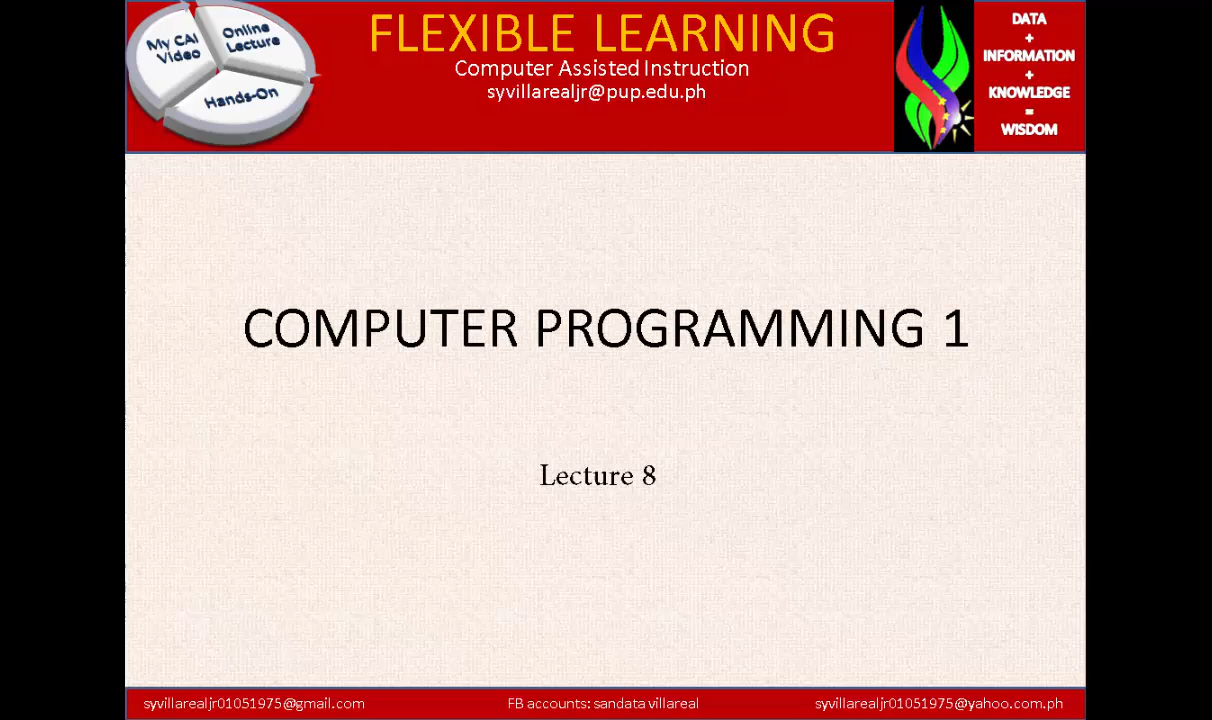 My CAI
Video
Online
Lecture
Hands-On
FLEXIBLE LEARNING
Computer Assisted Instruction
syvillarealjr@pup.edu.ph
DATA
+
INFORMATION
+
KNOWLEDGE
=
WISDOM
COMPUTER PROGRAMMING 1
Lecture 8
syvillarealjr01051975@gmail.com
FB accounts: sandata villareal
syvillarealjr01051975@yahoo.com.ph